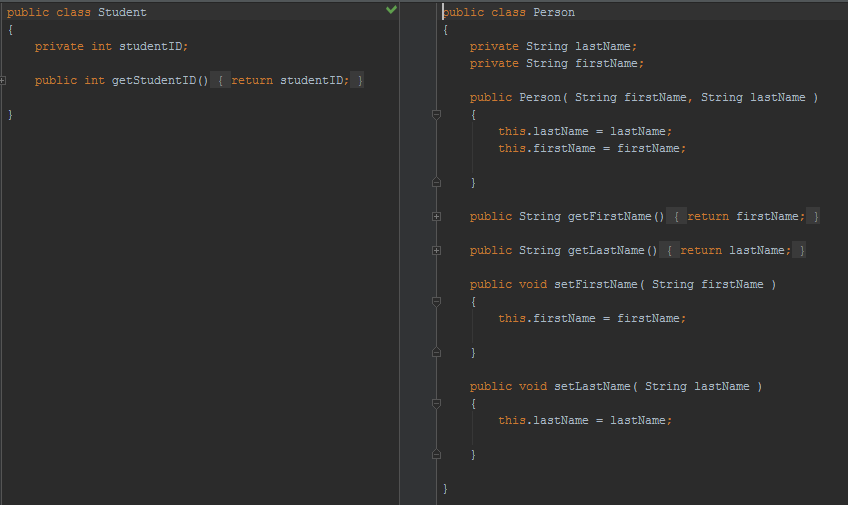 public class Student
{
private int studentID;
public int getStudentID() { return studentID; }
}
public class Person
{
private String lastName;
private String firstName;
public Person( String firstName, String lastName )
{
this.lastName = lastName;
this.firstName = firstName;
}
public String getFirstName() { return firstName; }
public String getLastName() { return lastName; }
public void setFirstName( String firstName )
{
this.firstName = firstName;
}
public void setLastName( String lastName )
{
this.lastName = lastName;
}
}